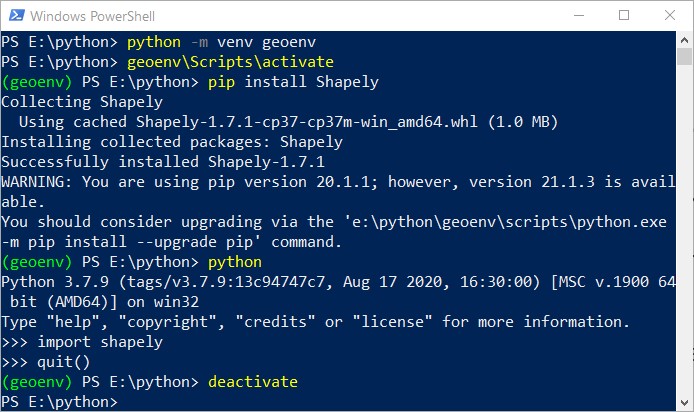 Windows PowerShell
PS E:\python> python -m venv geoenv
PS E:\python> geoenv\Scripts\activate
(geoenv) PS E:\python> pip install Shapely
Collecting Shapely
  Using cached Shapely-1.7.1-cp37-cp37m-win_amd64.whl (1.0 MB)
Installing collected packages: Shapely
Successfully installed Shapely-1.7.1
WARNING: You are using pip version 20.1.1; however, version 21.1.3 is avail
able.
You should consider upgrading via the 'e:\python\geoenv\scripts\python.exe
-m pip install --upgrade pip' command.
(geoenv) PS E:\python> python
Python 3.7.9 (tags/v3.7.9:13c94747c7, Aug 17 2020, 16:30:00) [MSC v.1900 64
 bit (AMD64)] on win32
Type "help", "copyright", "credits" or "license" for more information.
>>> import shapely
>>> quit()
(geoenv) PS E:\python> deactivate
PS E:\python>